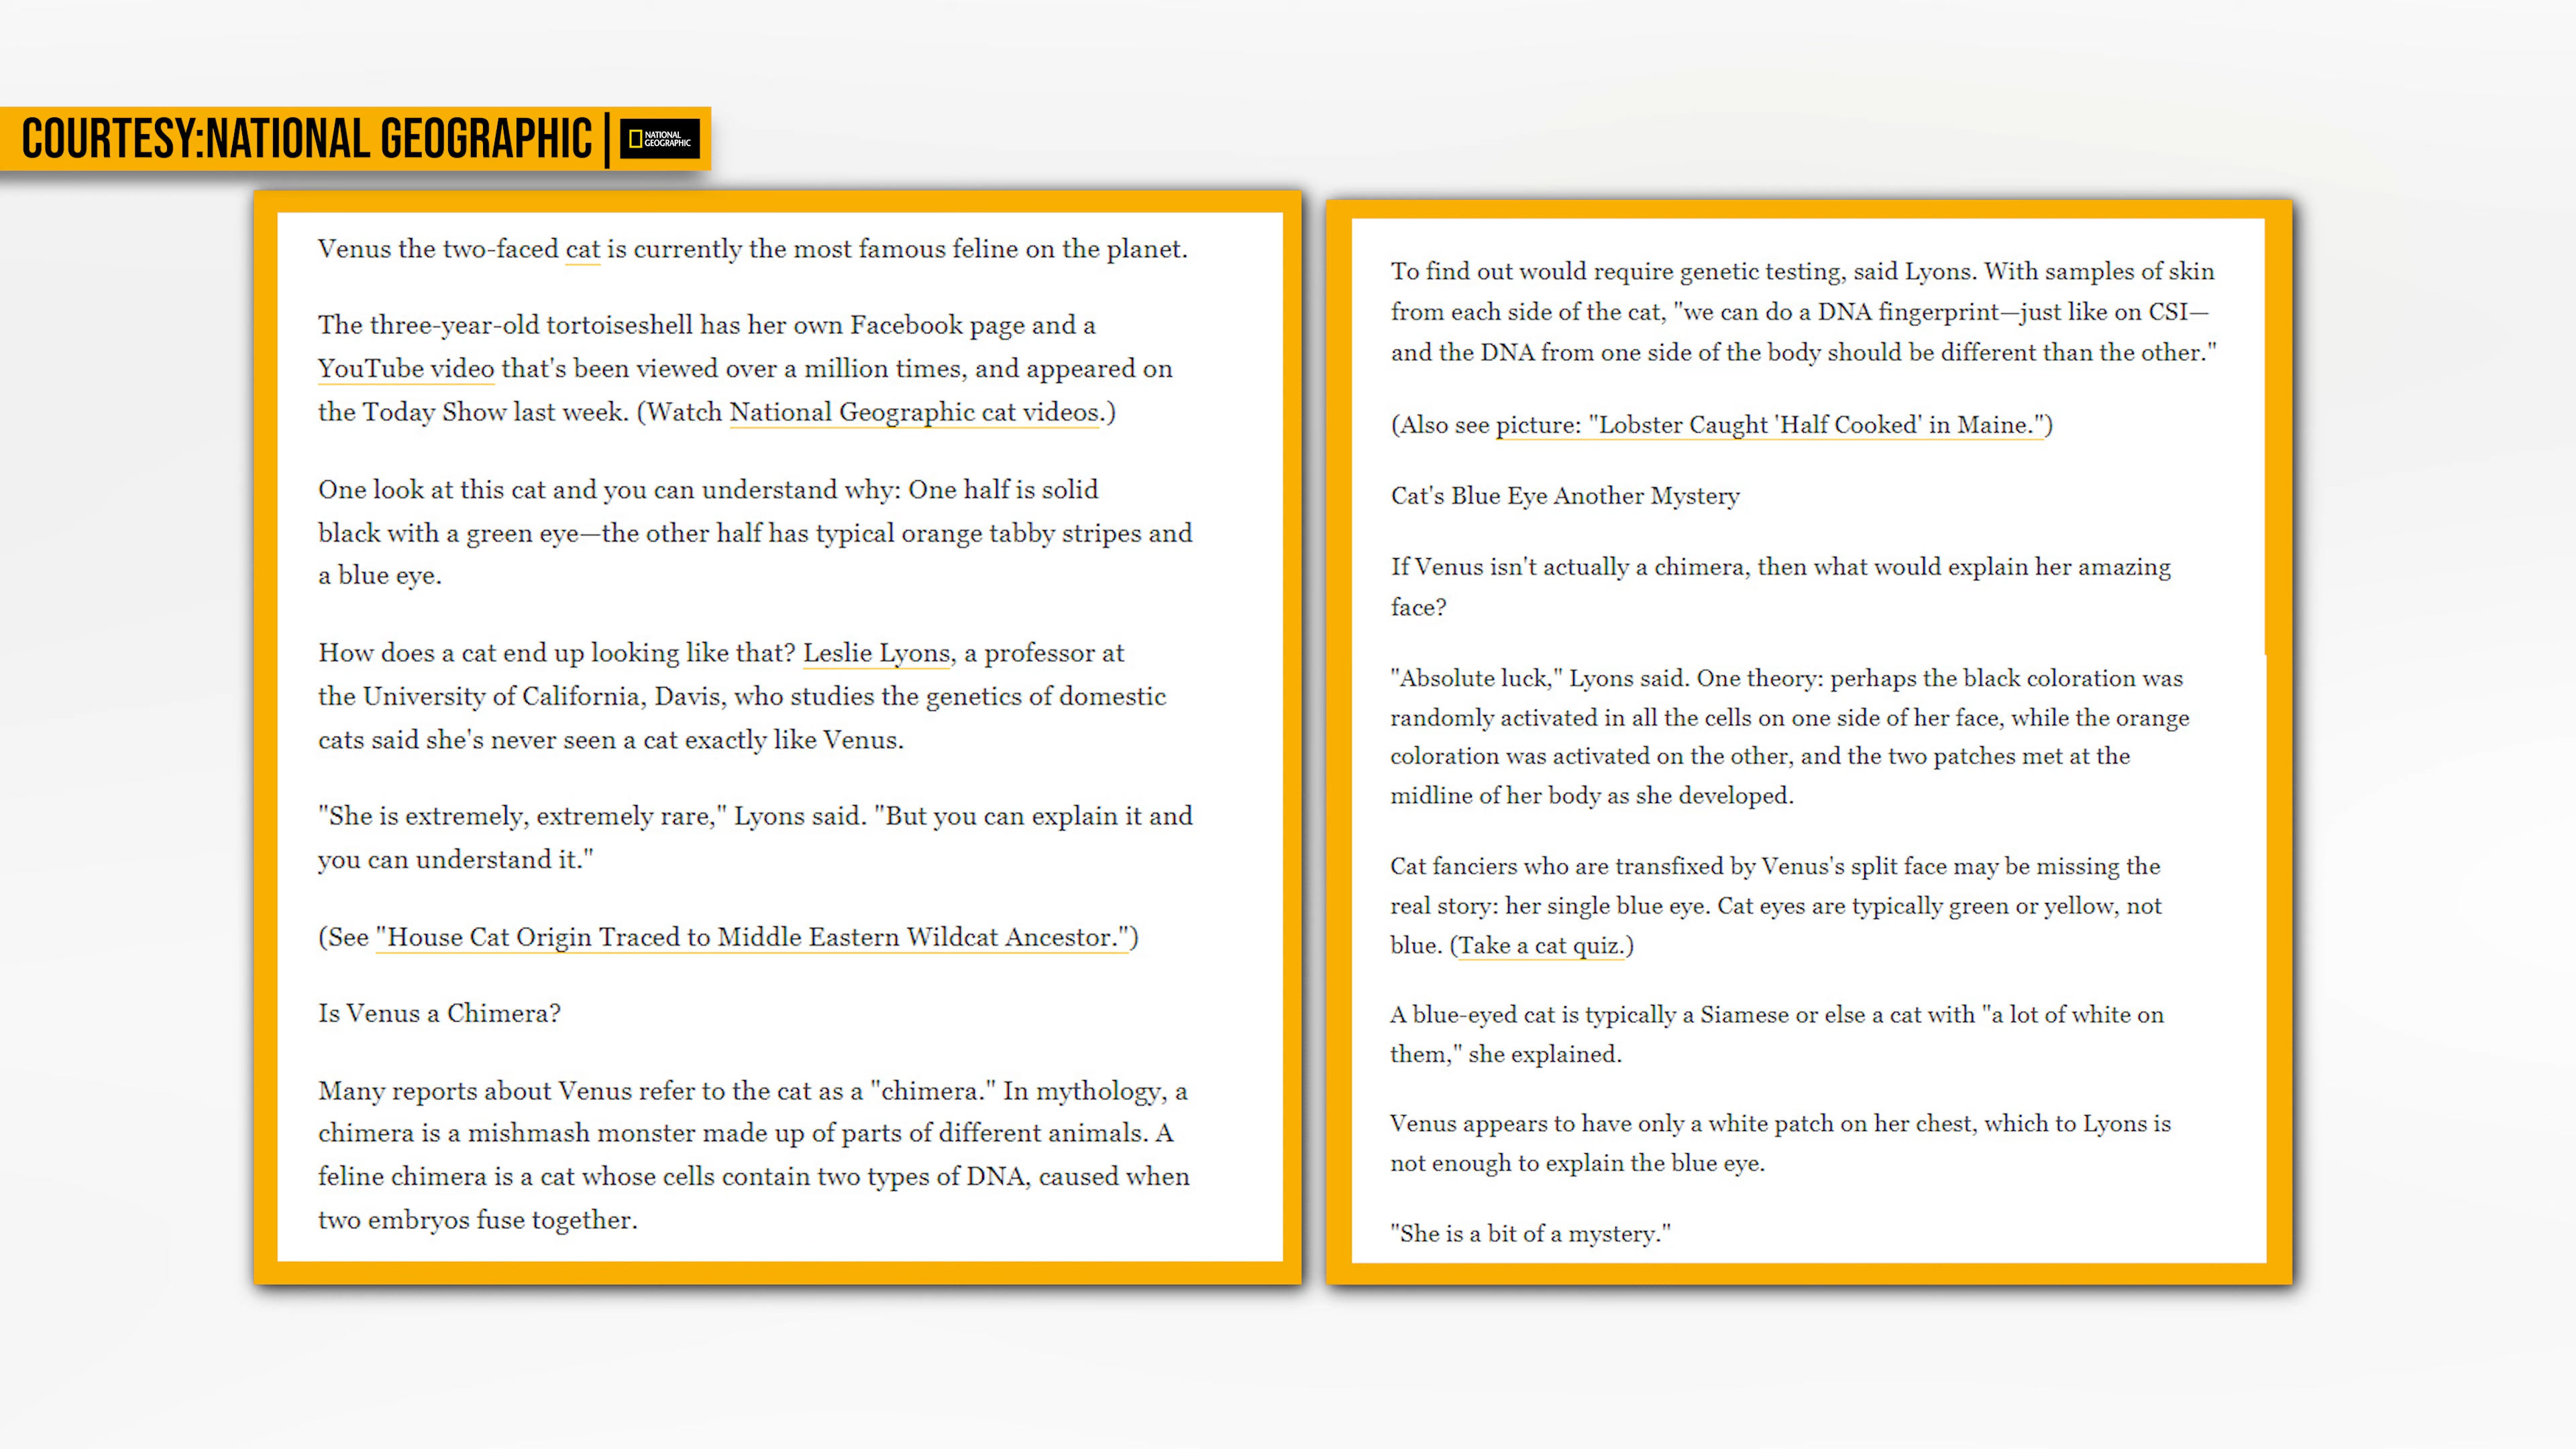 COURTESY:NATIONAL GEOGRAPHIC
NATIONAL
GEOGRAPHIC
Venus the two-faced cat is currently the most famous feline on the planet.
The three-year-old tortoiseshell has her own Facebook page and a
YouTube video that's been viewed over a million times, and appeared on
the Today Show last week. (Watch National Geographic cat videos.)
One look at this cat and you can understand why: One half is solid
black with a green eye—the other half has typical orange tabby stripes and
a blue eye.
How does a cat end up looking like that? Leslie Lyons, a professor at
the University of California, Davis, who studies the genetics of domestic
cats said she's never seen a cat exactly like Venus.
"She is extremely, extremely rare," Lyons said. "But you can explain it and
you can understand it."
(See "House Cat Origin Traced to Middle Eastern Wildcat Ancestor.")
Is Venus a Chimera?
Many reports about Venus refer to the cat as a "chimera." In mythology, a
chimera is a mishmash monster made up of parts of different animals. A
feline chimera is a cat whose cells contain two types of DNA, caused when
two embryos fuse together.
To find out would require genetic testing, said Lyons. With samples of skin
from each side of the cat, "we can do a DNA fingerprint—just like on CSI—
and the DNA from one side of the body should be different than the other."
(Also see picture: "Lobster Caught 'Half Cooked' in Maine.")
Cat's Blue Eye Another Mystery
If Venus isn't actually a chimera, then what would explain her amazing
face?
"Absolute luck," Lyons said. One theory: perhaps the black coloration was
randomly activated in all the cells on one side of her face, while the orange
coloration was activated on the other, and the two patches met at the
midline of her body as she developed.
Cat fanciers who are transfixed by Venus's split face may be missing the
real story: her single blue eye. Cat eyes are typically green or yellow, not
blue. (Take a cat quiz.)
A blue-eyed cat is typically a Siamese or else a cat with "a lot of white on
them," she explained.
Venus appears to have only a white patch on her chest, which to Lyons is
not enough to explain the blue eye.
"She is a bit of a mystery."